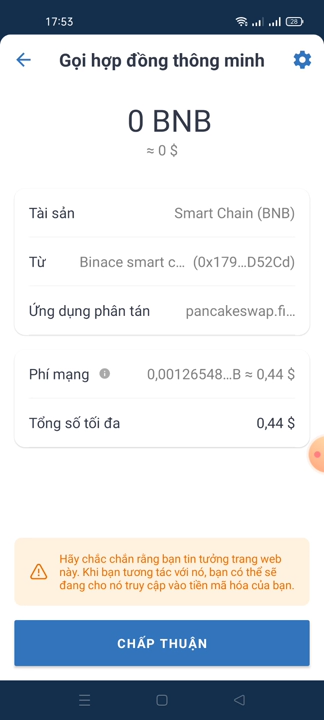 17:53
28
Gọi hợp đồng thông minh
0 BNB
≈ 0 $
Tài sản Smart Chain (BNB)
Từ Binace smart c... (0x179...D52Cd)
Ứng dụng phân tán pancakeswap.fi...
Phí mạng 0,00126548...B ≈ 0,44 $
Tổng số tối đa 0,44 $
Hãy chắc chắn rằng bạn tin tưởng trang web
này. Khi bạn tương tác với nó, bạn có thể sẽ
đang cho nó truy cập vào tiền mã hóa của bạn.
CHẤP THUẬN